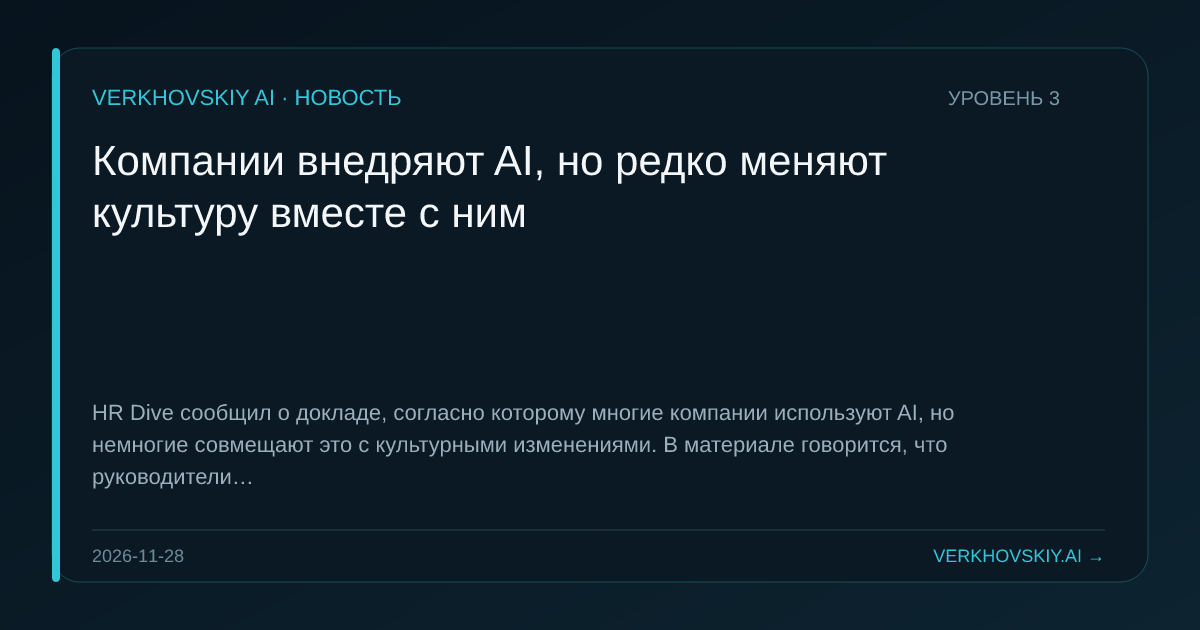 VERKHOVSKIY AI · НОВОСТЬ
УРОВЕНЬ 3
Компании внедряют AI, но редко меняют
культуру вместе с ним
HR Dive сообщил о докладе, согласно которому многие компании используют AI, но
немногие совмещают это с культурными изменениями. В материале говорится, что
руководители…
2026-11-28
VERKHOVSKIY.AI →